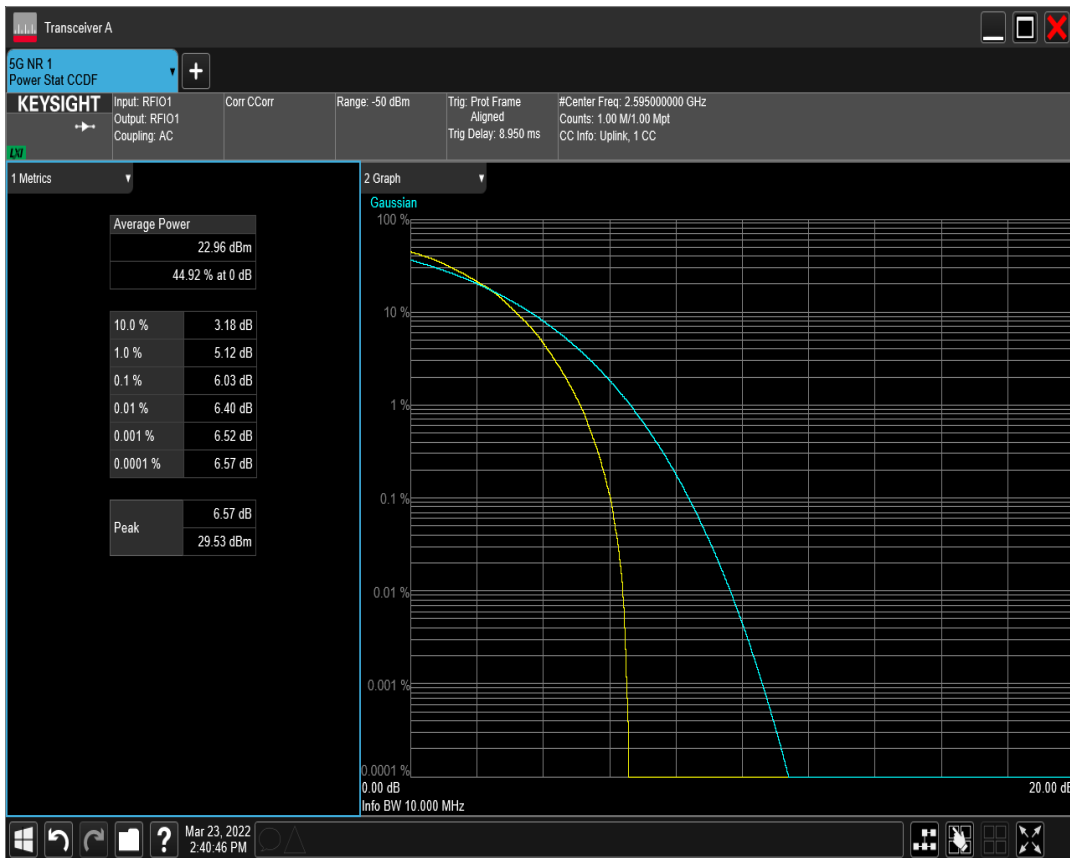 Transceiver A
5G NR 1
Power Stat CCDF
KEYSIGHT
LXI
Input: RFIO1
Output: RFIO1
Coupling: AC
Corr CCorr
Range: -50 dBm
Trig: Prot Frame
Aligned
Trig Delay: 8.950 ms
#Center Freq: 2.595000000 GHz
Counts: 1.00 M/1.00 Mpt
CC Info: Uplink, 1 CC
1 Metrics
Average Power
22.96 dBm
44.92 % at 0 dB
10.0 % 3.18 dB
1.0 % 5.12 dB
0.1 % 6.03 dB
0.01 % 6.40 dB
0.001 % 6.52 dB
0.0001 % 6.57 dB
Peak
6.57 dB
29.53 dBm
2 Graph
Gaussian
100 %
10 %
1 %
0.1 %
0.01 %
0.001 %
0.0001 %
0.00 dB 20.00 dB
Info BW 10.000 MHz
?
Mar 23, 2022
2:40:46 PM